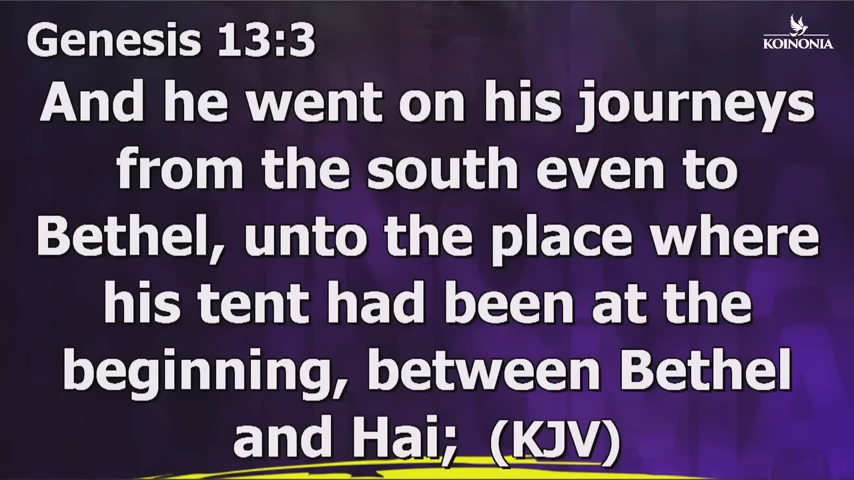 Genesis 13:3
KOINONIA
And he went on his journeys
from the south even to
Bethel, unto the place where
his tent had been at the
beginning, between Bethel
and Hai; (KJV)